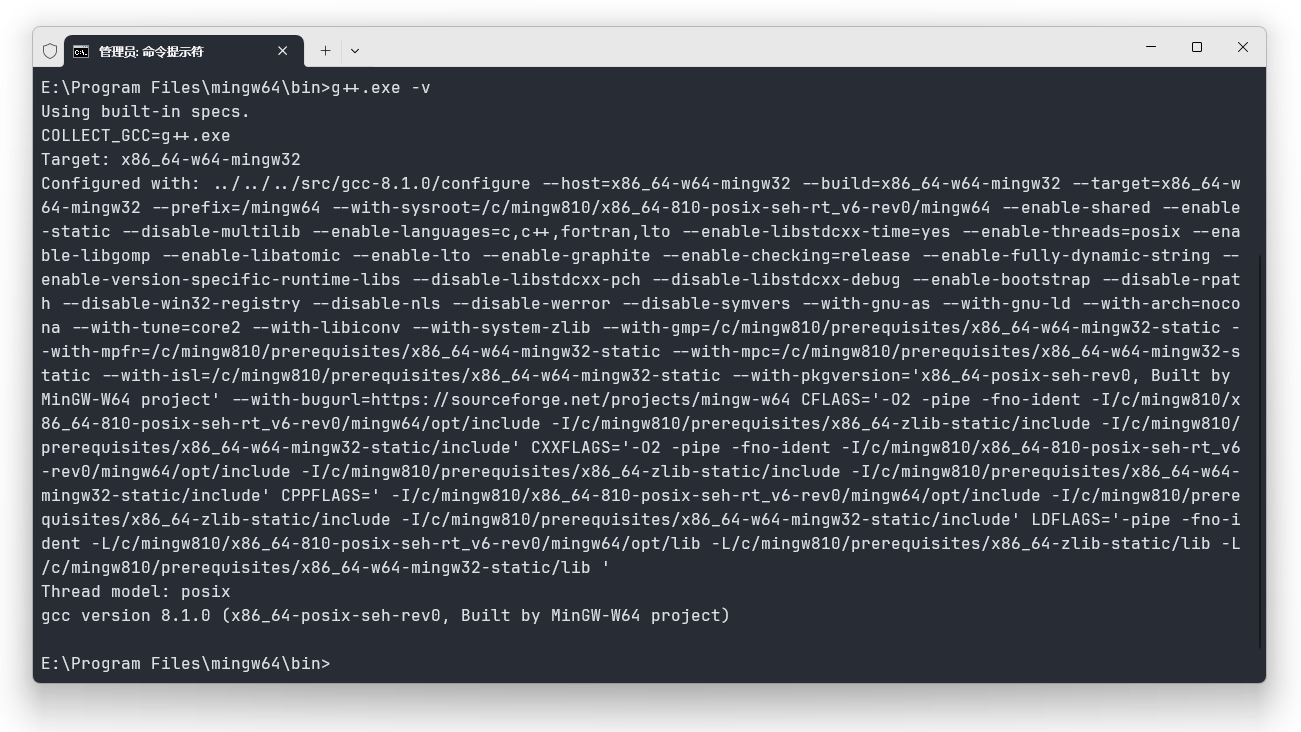 管理员: 命令提示符
E:\Program Files\mingw64\bin>g++.exe -v
Using built-in specs.
COLLECT_GCC=g++.exe
Target: x86_64-w64-mingw32
Configured with: ../../../src/gcc-8.1.0/configure --host=x86_64-w64-mingw32 --build=x86_64-w64-mingw32 --target=x86_64-w
64-mingw32 --prefix=/mingw64 --with-sysroot=/c/mingw810/x86_64-810-posix-seh-rt_v6-rev0/mingw64 --enable-shared --enable
-static --disable-multilib --enable-languages=c,c++,fortran,lto --enable-libstdcxx-time=yes --enable-threads=posix --ena
ble-libgomp --enable-libatomic --enable-lto --enable-graphite --enable-checking=release --enable-fully-dynamic-string --
enable-version-specific-runtime-libs --disable-libstdcxx-pch --disable-libstdcxx-debug --enable-bootstrap --disable-rpat
h --disable-win32-registry --disable-nls --disable-werror --disable-symvers --with-gnu-as --with-gnu-ld --with-arch=noco
na --with-tune=core2 --with-libiconv --with-system-zlib --with-gmp=/c/mingw810/prerequisites/x86_64-w64-mingw32-static -
-with-mpfr=/c/mingw810/prerequisites/x86_64-w64-mingw32-static --with-mpc=/c/mingw810/prerequisites/x86_64-w64-mingw32-s
tatic --with-isl=/c/mingw810/prerequisites/x86_64-w64-mingw32-static --with-pkgversion='x86_64-posix-seh-rev0, Built by
MinGW-W64 project' --with-bugurl=https://sourceforge.net/projects/mingw-w64 CFLAGS='-O2 -pipe -fno-ident -I/c/mingw810/x
86_64-810-posix-seh-rt_v6-rev0/mingw64/opt/include -I/c/mingw810/prerequisites/x86_64-zlib-static/include -I/c/mingw810/
prerequisites/x86_64-w64-mingw32-static/include' CXXFLAGS='-O2 -pipe -fno-ident -I/c/mingw810/x86_64-810-posix-seh-rt_v6
-rev0/mingw64/opt/include -I/c/mingw810/prerequisites/x86_64-zlib-static/include -I/c/mingw810/prerequisites/x86_64-w64-
mingw32-static/include' CPPFLAGS=' -I/c/mingw810/x86_64-810-posix-seh-rt_v6-rev0/mingw64/opt/include -I/c/mingw810/prere
quisites/x86_64-zlib-static/include -I/c/mingw810/prerequisites/x86_64-w64-mingw32-static/include' LDFLAGS='-pipe -fno-i
dent -L/c/mingw810/x86_64-810-posix-seh-rt_v6-rev0/mingw64/opt/lib -L/c/mingw810/prerequisites/x86_64-zlib-static/lib -L
/c/mingw810/prerequisites/x86_64-w64-mingw32-static/lib '
Thread model: posix
gcc version 8.1.0 (x86_64-posix-seh-rev0, Built by MinGW-W64 project)
E:\Program Files\mingw64\bin>